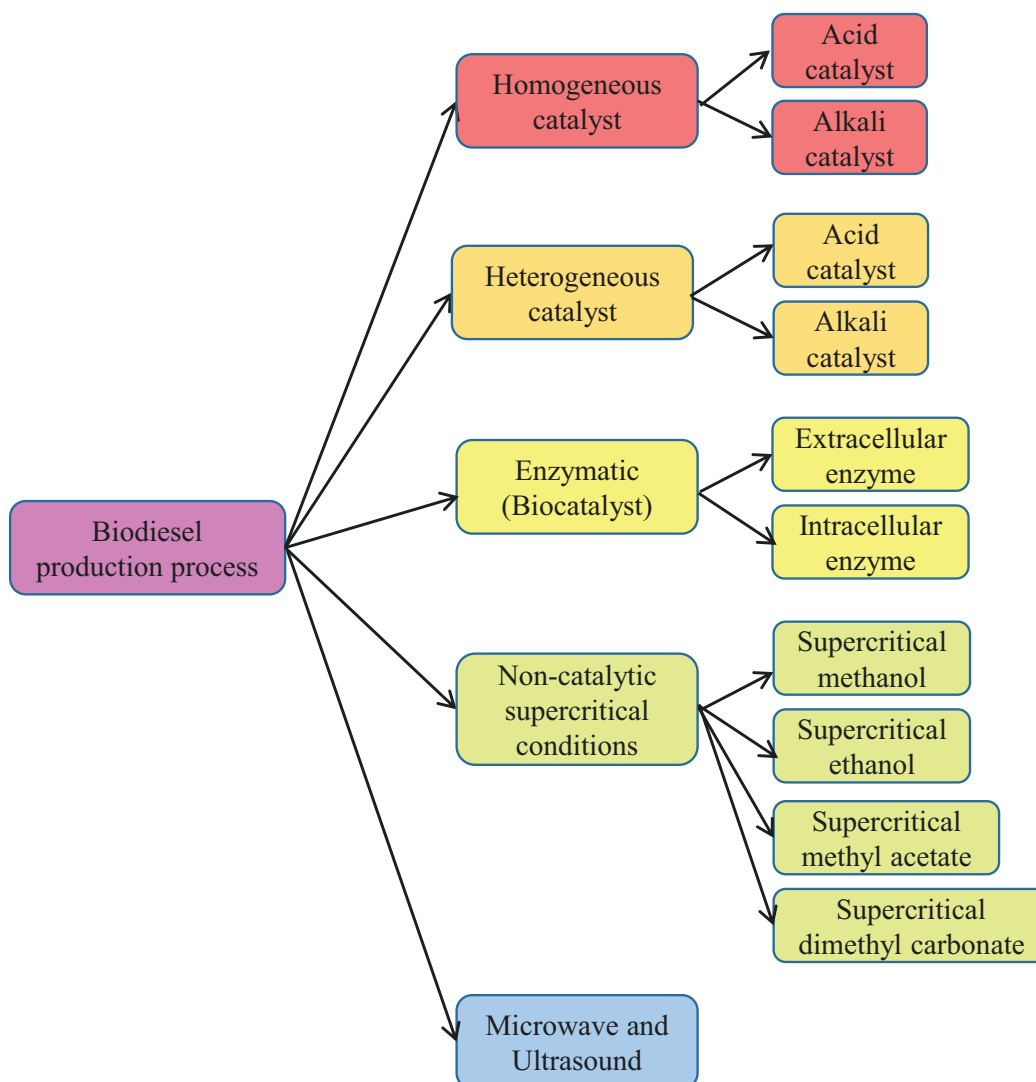 Biodiesel
production process
Homogeneous
catalyst
Acid
catalyst
Alkali
catalyst
Heterogeneous
catalyst
Acid
catalyst
Alkali
catalyst
Enzymatic
(Biocatalyst)
Extracellular
enzyme
Intracellular
enzyme
Non-catalytic
supercritical
conditions
Supercritical
methanol
Supercritical
ethanol
Supercritical
methyl acetate
Supercritical
dimethyl carbonate
Microwave and
Ultrasound